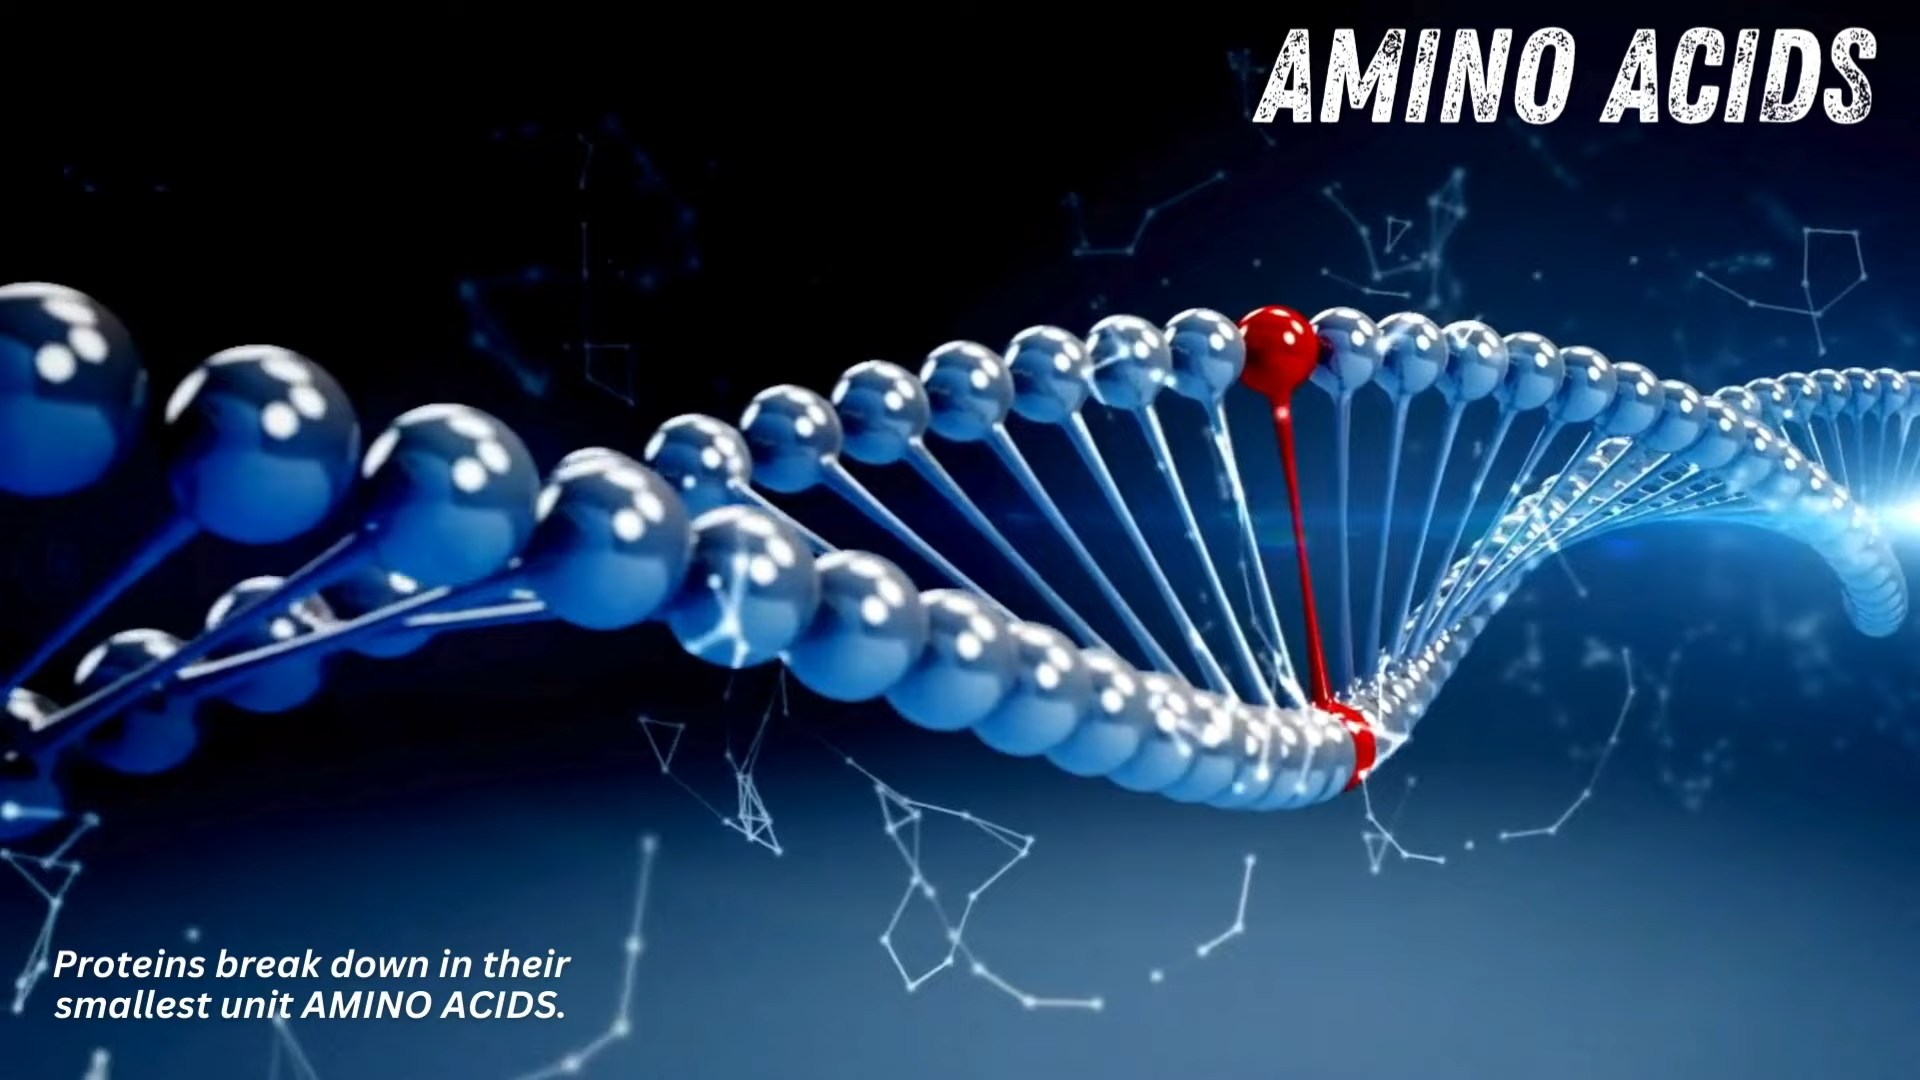 AMINO ACIDS
Proteins break down in their
smallest unit AMINO ACIDS.